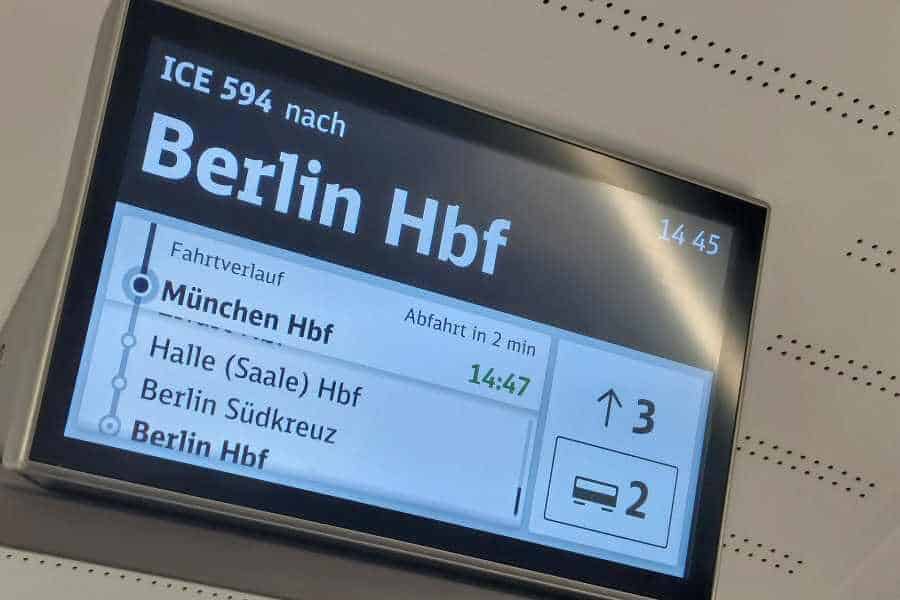 ICE 594 nach
Berlin Hbf
14 45
Fahrtverlauf
München Hbf
Abfahrt in 2 min
14:47
Halle (Saale) Hbf
Berlin Südkreuz
Berlin Hbf
↑ 3
2